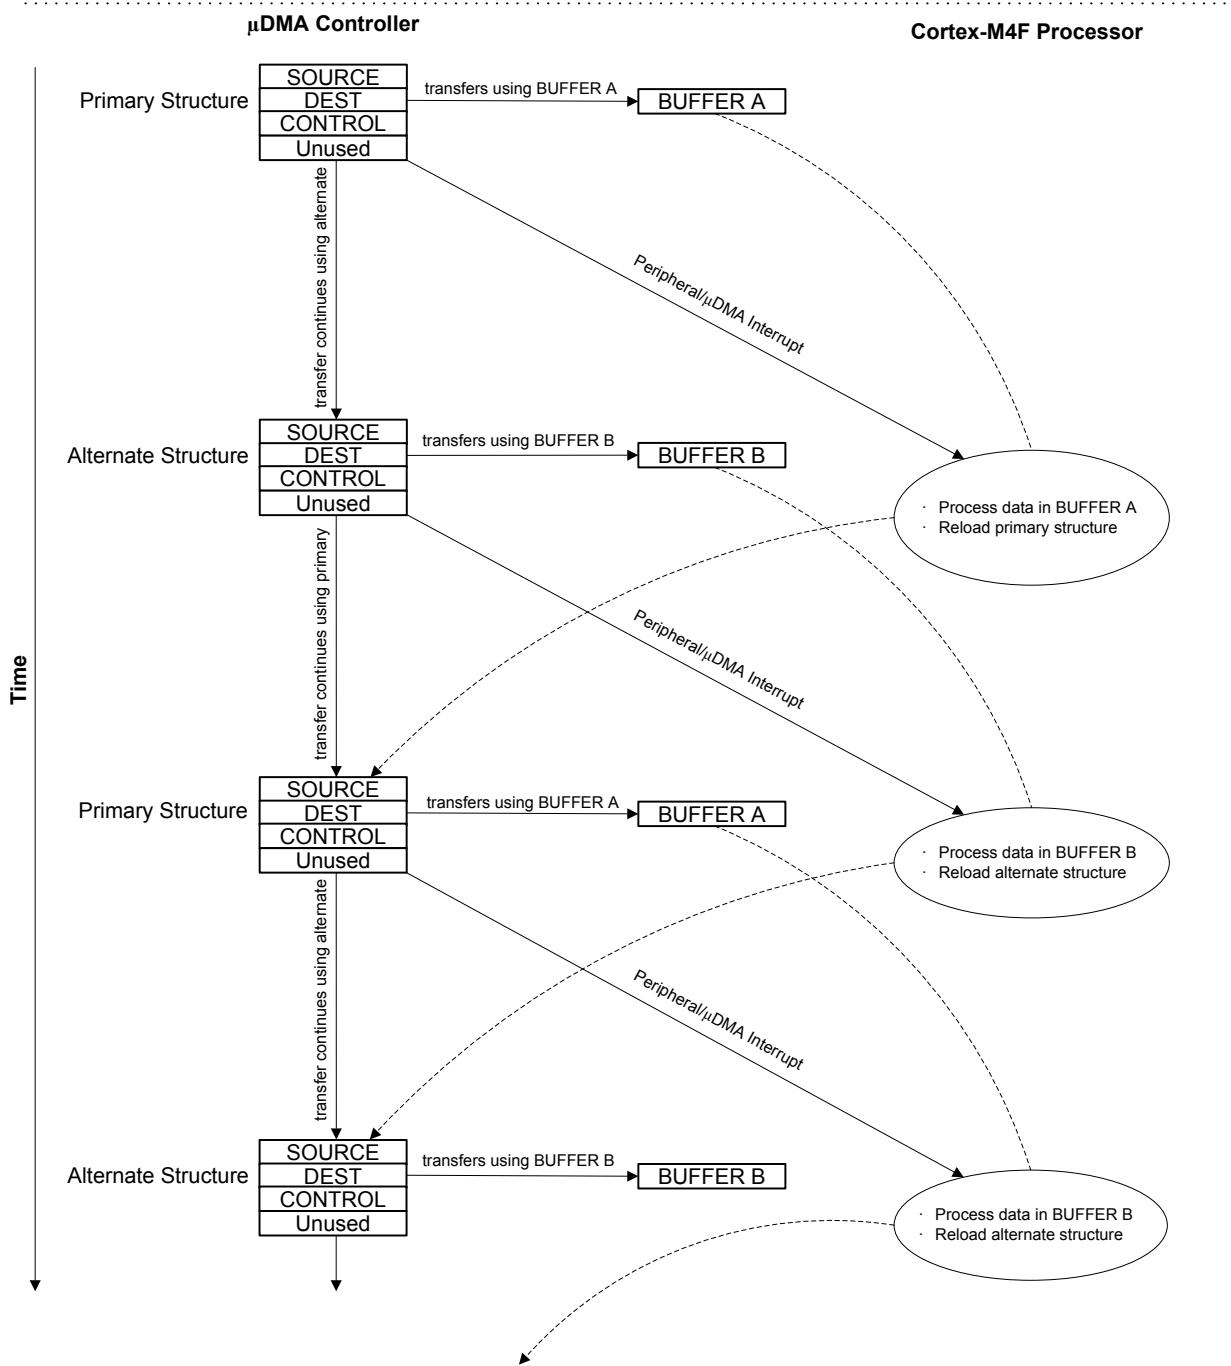 µDMA Controller
Cortex-M4F Processor
Primary Structure
SOURCE
DEST
CONTROL
Unused
transfers using BUFFER A
BUFFER A
transfer continues using alternate
Peripheral/µDMA Interrupt
Alternate Structure
SOURCE
DEST
CONTROL
Unused
transfers using BUFFER B
BUFFER B
· Process data in BUFFER A
· Reload primary structure
transfer continues using primary
Peripheral/µDMA Interrupt
Time
Primary Structure
SOURCE
DEST
CONTROL
Unused
transfers using BUFFER A
BUFFER A
· Process data in BUFFER B
· Reload alternate structure
transfer continues using alternate
Peripheral/µDMA Interrupt
Alternate Structure
SOURCE
DEST
CONTROL
Unused
transfers using BUFFER B
BUFFER B
· Process data in BUFFER B
· Reload alternate structure